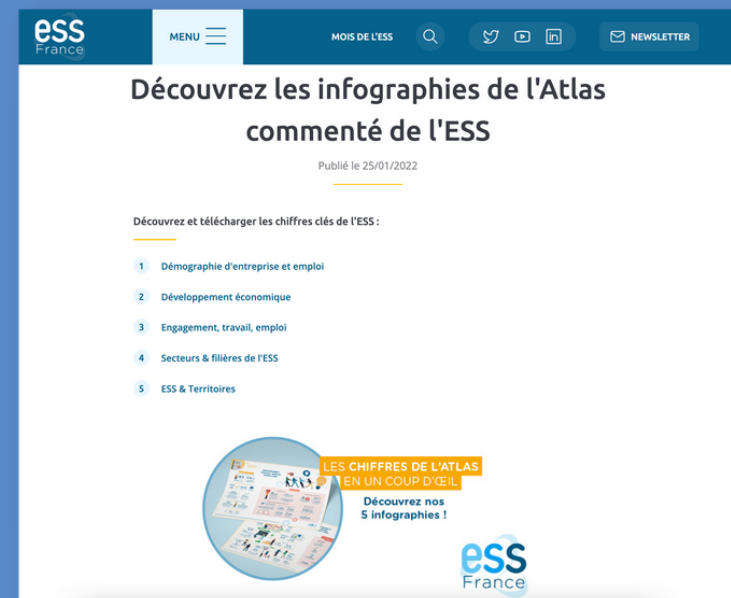 ess
France
MENU
MOIS DE L'ESS
NEWSLETTER
Découvrez les infographies de l'Atlas
commenté de l'ESS
Publié le 25/01/2022
Découvrez et télécharger les chiffres clés de l'ESS :
1 Démographie d'entreprise et emploi
2 Développement économique
3 Engagement, travail, emploi
4 Secteurs & filières de l'ESS
5 ESS & Territoires
LES CHIFFRES DE L'ATLAS
EN UN COUP D'ŒIL
Découvrez nos
5 infographies !
ess
France